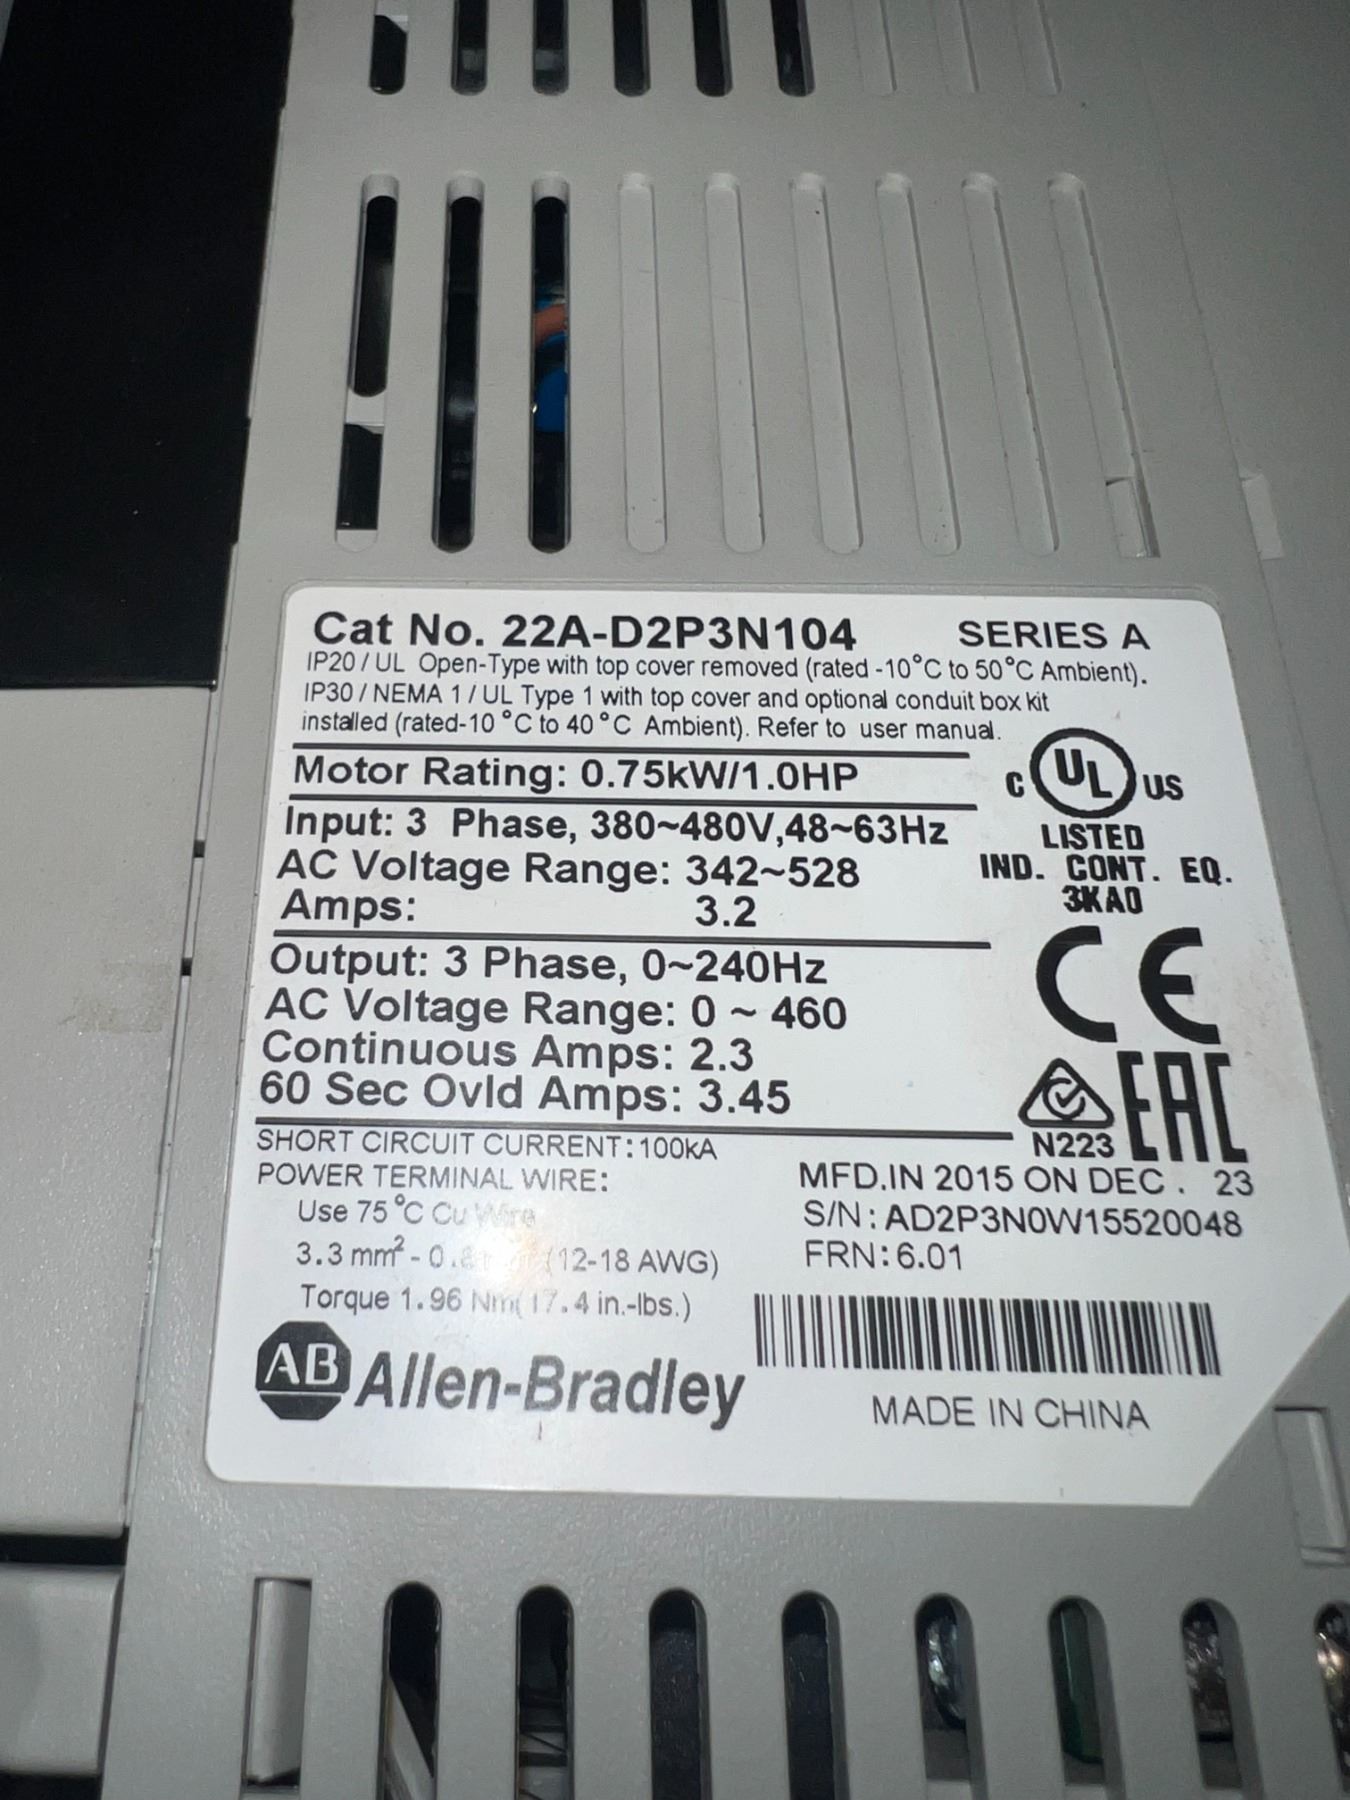 Cat No. 22A-D2P3N104 SERIES A
IP20 / UL Open-Type with top cover removed (rated -10°C to 50°C Ambient).
IP30 / NEMA 1 / UL Type 1 with top cover and optional conduit box kit
installed (rated-10 °C to 40 °C Ambient). Refer to user manual.
Motor Rating: 0.75kW/1.0HP
C UL US
Input: 3 Phase, 380~480V,48~63Hz
LISTED
AC Voltage Range: 342~528
IND. CONT. EQ.
Amps: 3.2
3KA0
Output: 3 Phase, 0~240Hz
CE
AC Voltage Range: 0 ~ 460
Continuous Amps: 2.3
60 Sec Ovld Amps: 3.45
EAC
N223
SHORT CIRCUIT CURRENT:100KA
POWER TERMINAL WIRE:
MFD.IN 2015 ON DEC . 23
Use 75°C Cu Wire
S/N: AD2P3N0W15520048
3.3 mm² - 0.8 (12-18 AWG)
FRN:6.01
Torque 1.96 Nm(17.4 in.-lbs.)
AB Allen-Bradley
MADE IN CHINA